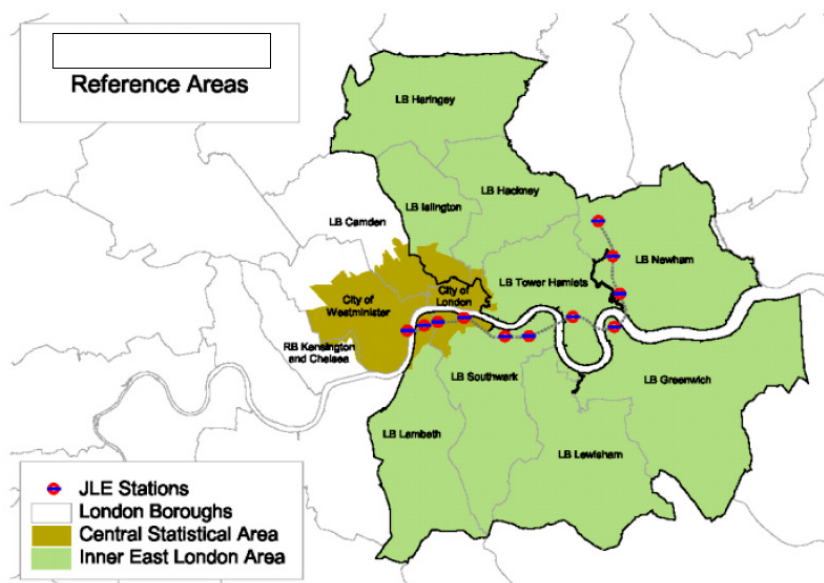 Reference Areas
LB Haringey
LB Islington
LB Hackney
LB Camden
LB Newham
LB Tower Hamlets
City of
London
City of
Westminister
RB Kensington
and Chelsea
LB Southwark
LB Greenwich
LB Lambeth
LB Lewisham
JLE Stations
London Boroughs
Central Statistical Area
Inner East London Area